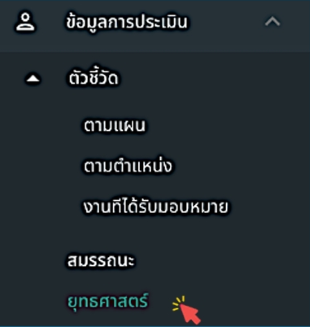 ข้อมูลการประเมิน
ตัวชี้วัด
ตามแผน
ตามตำแหน่ง
งานทีได้รับมอบหมาย
สมรรถนะ
ยุทธศาสตร์